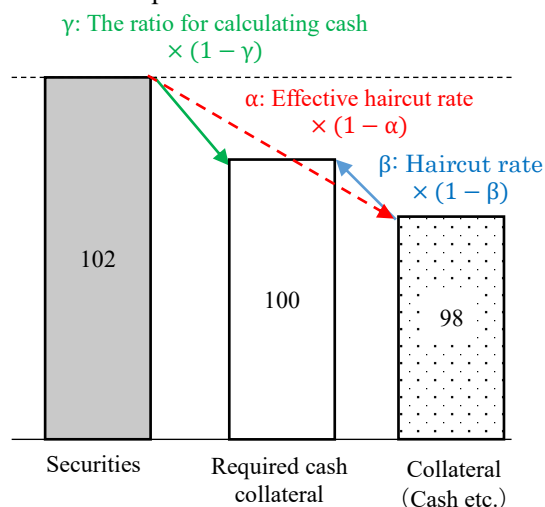 γ: The ratio for calculating cash
× (1 − γ)
α: Effective haircut rate
× (1 − α)
β: Haircut rate
× (1 − β)
102
100
98
Securities
Required cash
collateral
Collateral
（Cash etc.）